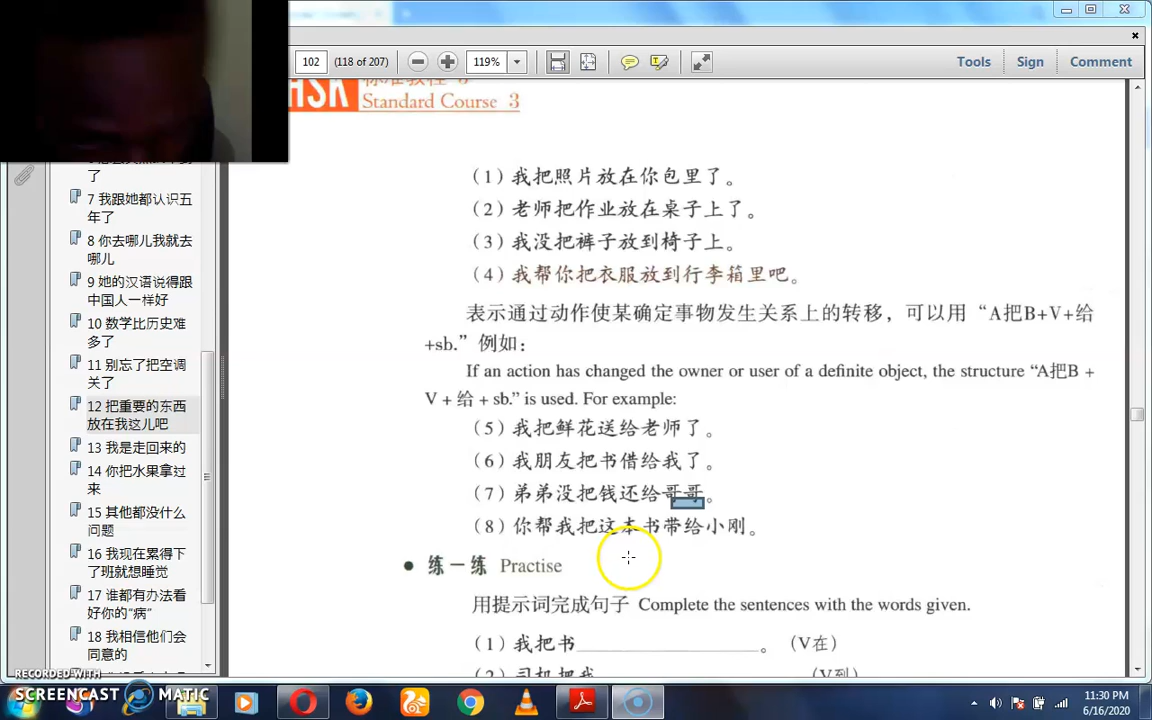 102 (118 of 207) 119% Tools Sign Comment
HSK 标准教程 3
Standard Course 3
了
7 我跟她都认识五
年了
8 你去哪儿我就去
哪儿
9 她的汉语说得跟
中国人一样好
10 数学比历史难
多了
11 别忘了把空调
关了
12 把重要的东西
放在我这儿吧
13 我是走回来的
14 你把水果拿过
来
15 其他都没什么
问题
16 我现在累得下
了班就想睡觉
17 谁都有办法看
好你的“病”
18 我相信他们会
同意的
(1) 我把照片放在你包里了。
(2) 老师把作业放在桌子上了。
(3) 我没把裤子放到椅子上。
(4) 我帮你把衣服放到行李箱里吧。
表示通过动作使某确定事物发生关系上的转移，可以用“A把B+V+给
+sb.”例如：
If an action has changed the owner or user of a definite object, the structure “A把B +
V + 给 + sb.” is used. For example:
(5) 我把鲜花送给老师了。
(6) 我朋友把书借给我了。
(7) 弟弟没把钱还给哥哥。
(8) 你帮我把这本书带给小刚。
● 练一练 Practise
用提示词完成句子 Complete the sentences with the words given.
(1) 我把书 。 (V在)
(2) 司机把我 (V到)
RECORDED WITH
SCREENCAST MATIC
11:30 PM
6/16/2020